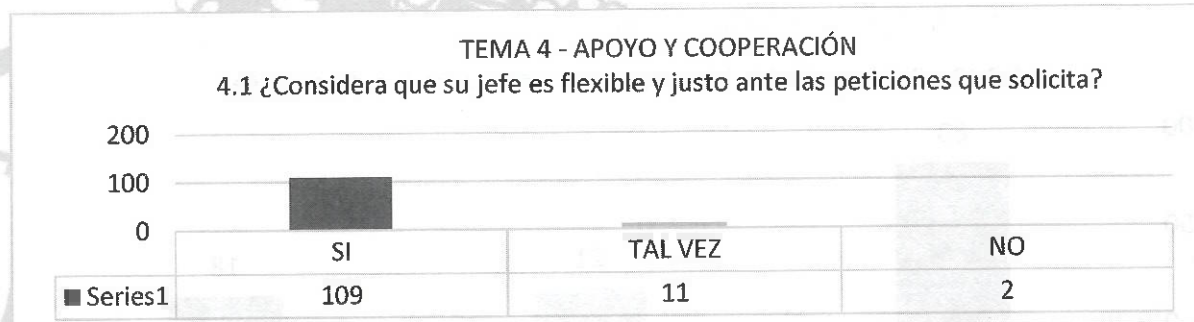 TEMA 4 - APOYO Y COOPERACIÓN
4.1 ¿Considera que su jefe es flexible y justo ante las peticiones que solicita?
200
100
0
SI TAL VEZ NO
Series1 109 11 2